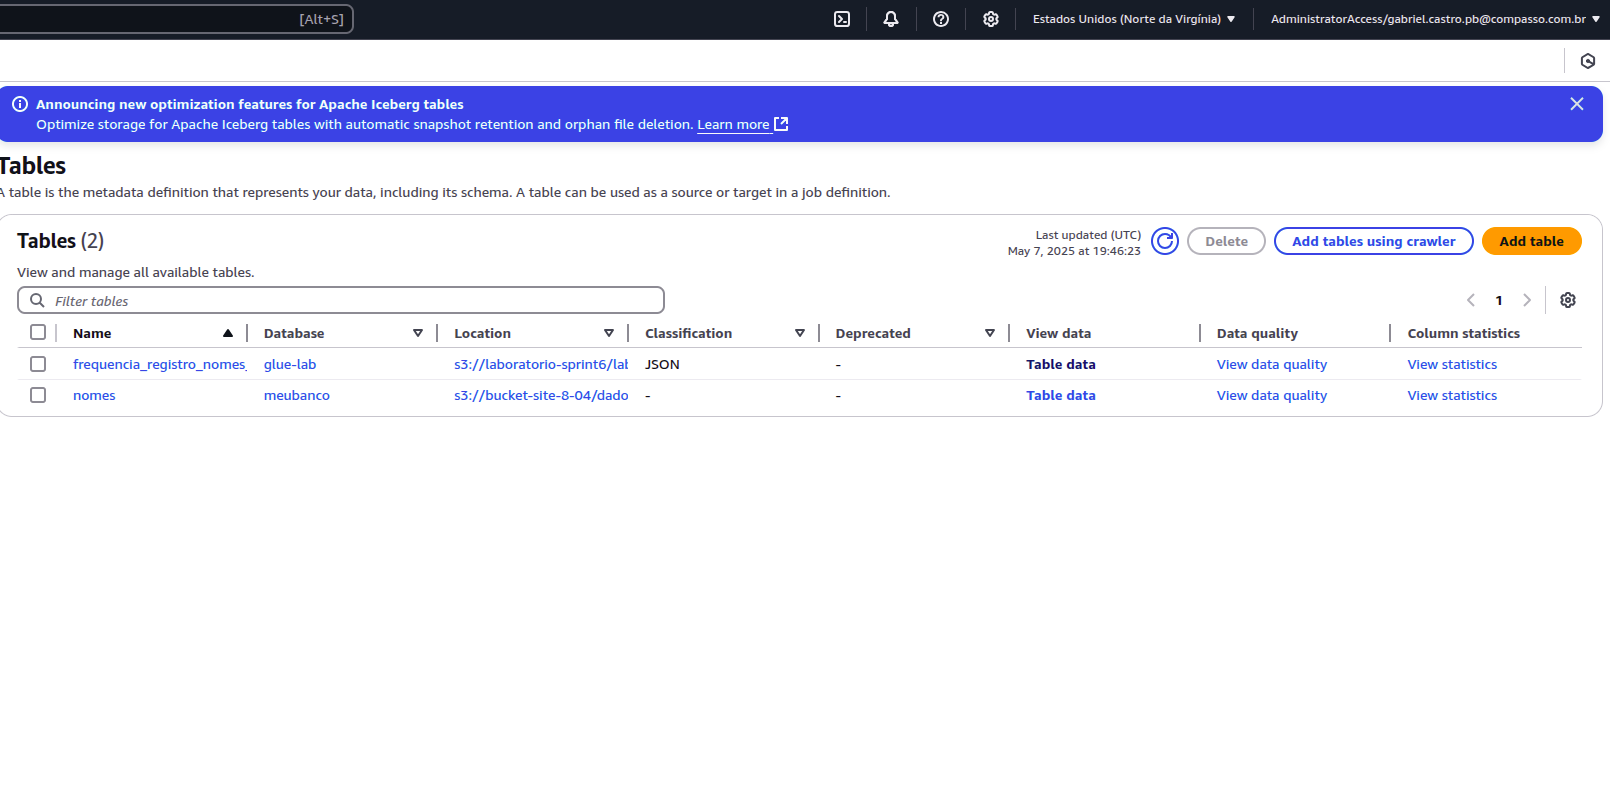 [Alt+S]
Estados Unidos (Norte da Virgínia)
AdministratorAccess/gabriel.castro.pb@compasso.com.br
Announcing new optimization features for Apache Iceberg tables
Optimize storage for Apache Iceberg tables with automatic snapshot retention and orphan file deletion. Learn more
Tables
A table is the metadata definition that represents your data, including its schema. A table can be used as a source or target in a job definition.
Tables (2)
Last updated (UTC)
May 7, 2025 at 19:46:23
Delete
Add tables using crawler
Add table
View and manage all available tables.
Filter tables
1
Name Database Location Classification Deprecated View data Data quality Column statistics
frequencia_registro_nomes_ glue-lab s3://laboratorio-sprint6/lab JSON - Table data View data quality View statistics
nomes meubanco s3://bucket-site-8-04/dado - - Table data View data quality View statistics